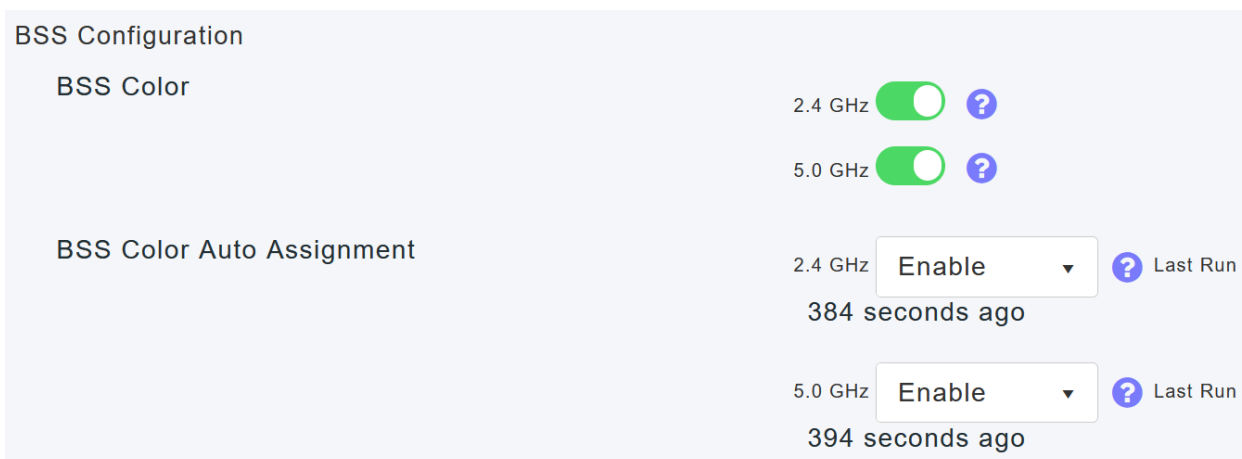 BSS Configuration
BSS Color
2.4 GHz ?
5.0 GHz ?
BSS Color Auto Assignment
2.4 GHz Enable ▼ ? Last Run
384 seconds ago
5.0 GHz Enable ▼ ? Last Run
394 seconds ago